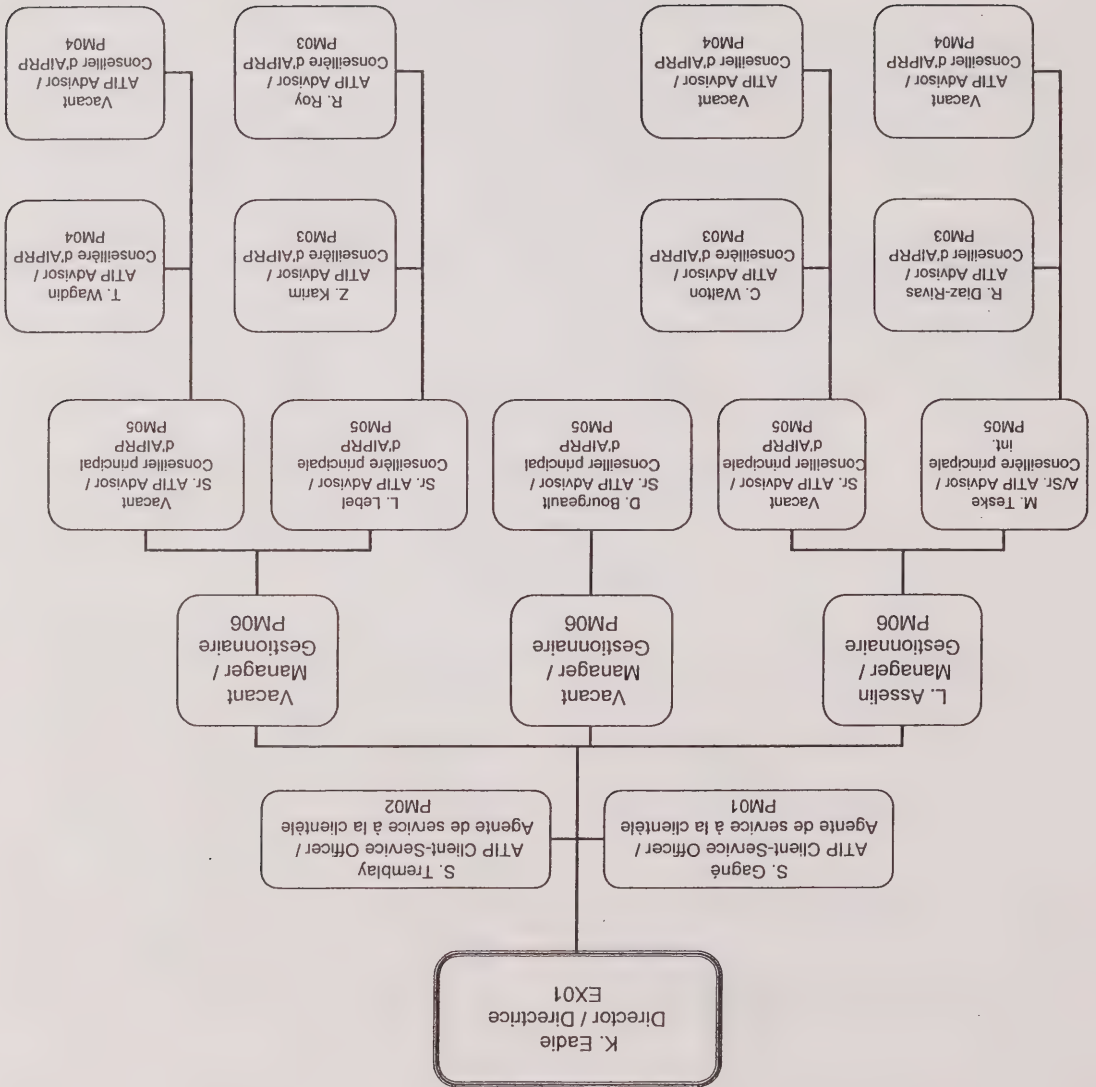 K. Eadie
Director / Directrice
EX01
S. Gagné
ATIP Client-Service Officer /
Agente de service à la clientèle
PM01
S. Tremblay
ATIP Client-Service Officer /
Agente de service à la clientèle
PM02
L. Asselin
Manager /
Gestionnaire
PM06
Vacant
Manager /
Gestionnaire
PM06
Vacant
Manager /
Gestionnaire
PM06
M. Teske
A/Sr. ATIP Advisor /
Conseillère principale
int.
PM05
Vacant
Sr. ATIP Advisor /
Conseiller principale
d'AIPRP
PM05
D. Bourgeault
Sr. ATIP Advisor /
Conseiller principal
d'AIPRP
PM05
L. Lebel
Sr. ATIP Advisor /
Conseillère principale
d'AIPRP
PM05
Vacant
Sr. ATIP Advisor /
Conseiller principal
d'AIPRP
PM05
R. Diaz-Rivas
ATIP Advisor /
Conseiller d'AIPRP
PM03
C. Walton
ATIP Advisor /
Conseillère d'AIPRP
PM03
Z. Karim
ATIP Advisor /
Conseillère d'AIPRP
PM03
T. Wagdin
ATIP Advisor /
Conseillère d'AIPRP
PM04
Vacant
ATIP Advisor /
Conseiller d'AIPRP
PM04
Vacant
ATIP Advisor /
Conseiller d'AIPRP
PM04
R. Roy
ATIP Advisor /
Conseillère d'AIPRP
PM03
Vacant
ATIP Advisor /
Conseiller d'AIPRP
PM04